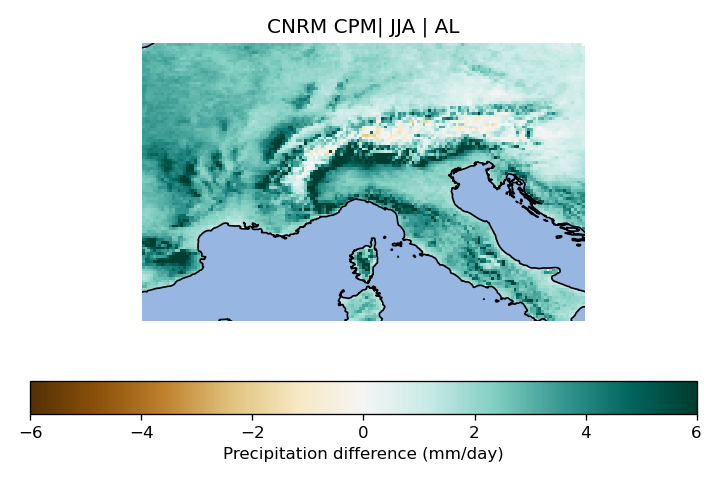 CNRM CPM| JJA | AL
−6 −4 −2 0 2 4 6
Precipitation difference (mm/day)